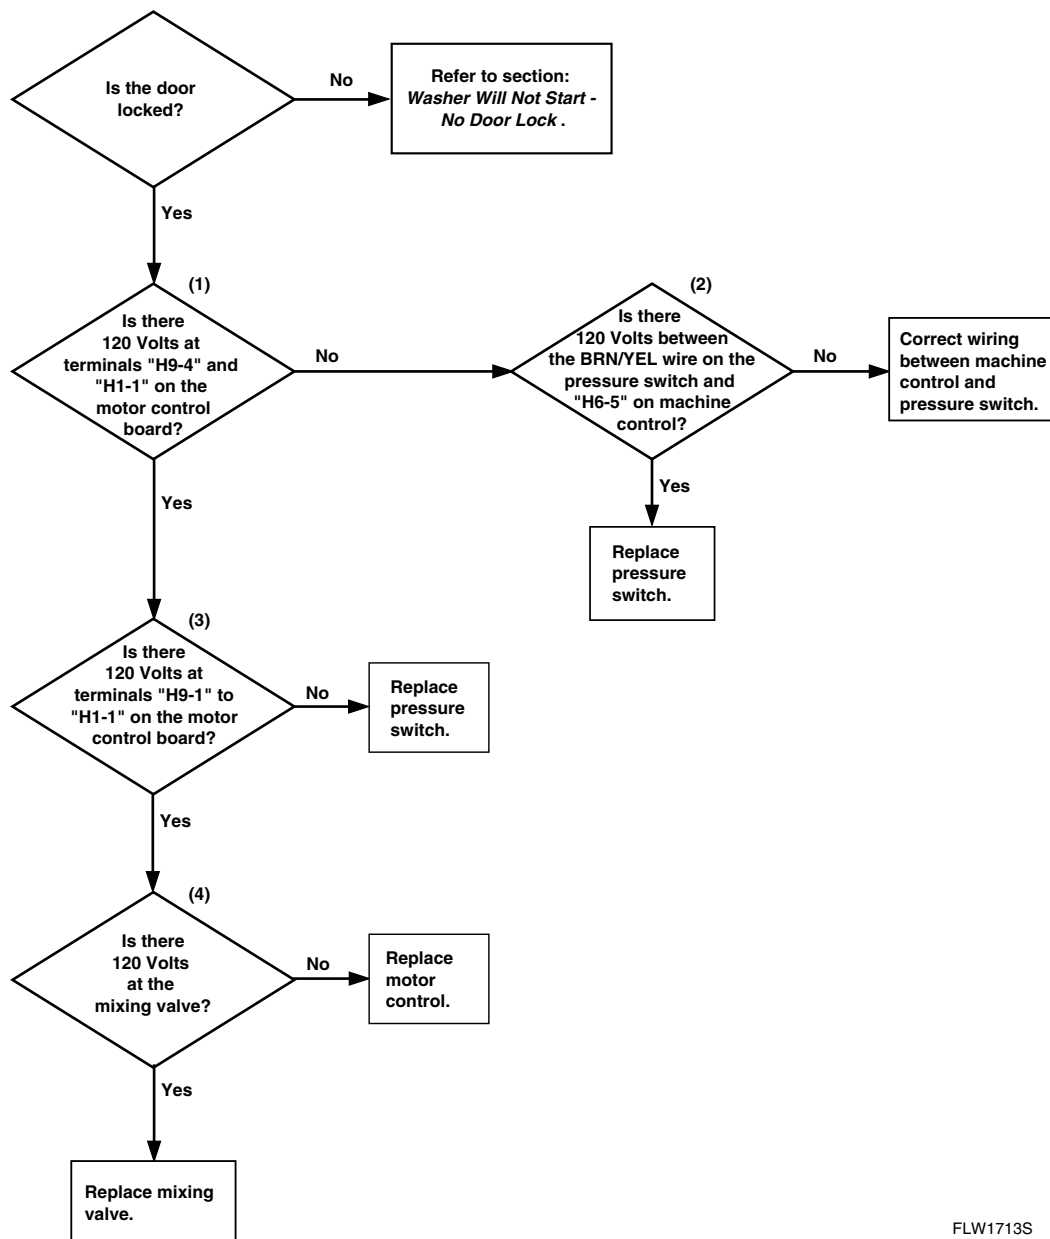 Is the door
locked?
No
Refer to section:
Washer Will Not Start -
No Door Lock .
Yes
(1)
Is there
120 Volts at
terminals "H9-4" and
"H1-1" on the
motor control
board?
No
(2)
Is there
120 Volts between
the BRN/YEL wire on the
pressure switch and
"H6-5" on machine
control?
No
Correct wiring
between machine
control and
pressure switch.
Yes
Replace
pressure
switch.
Yes
(3)
Is there
120 Volts at
terminals "H9-1" to
"H1-1" on the motor
control board?
No
Replace
pressure
switch.
Yes
(4)
Is there
120 Volts
at the
mixing valve?
No
Replace
motor
control.
Yes
Replace mixing
valve.
FLW1713S